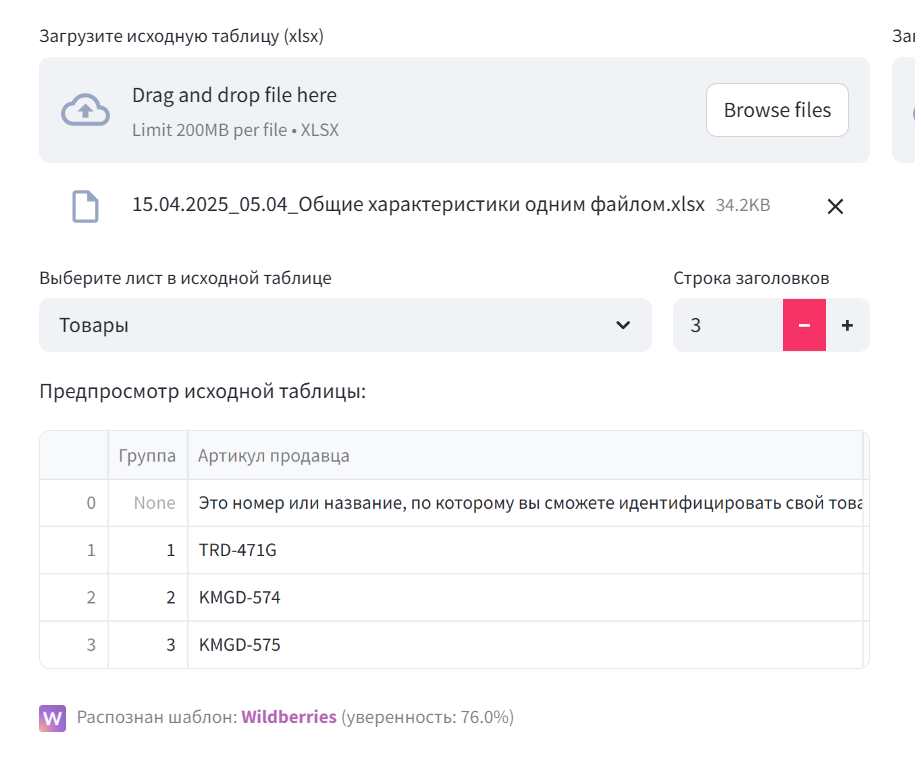 Загрузите исходную таблицу (xlsx)
Drag and drop file here
Limit 200MB per file • XLSX
Browse files
15.04.2025_05.04_Общие характеристики одним файлом.xlsx 34.2KB
Выберите лист в исходной таблице
Строка заголовков
Товары
3
Предпросмотр исходной таблицы:
Группа Артикул продавца
0 None Это номер или название, по которому вы сможете идентифицировать свой
1 1 TRD-471G
2 2 KMGD-574
3 3 KMGD-575
W Распознан шаблон: Wildberries (уверенность: 76.0%)